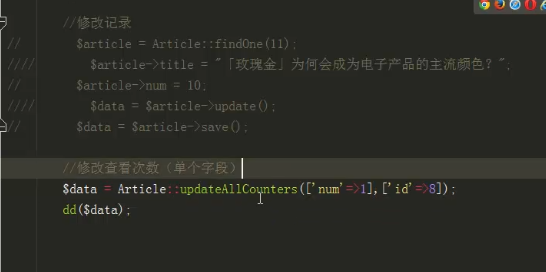 //修改记录
// $article = Article::findOne(11);
//// $article->title = "「玫瑰金」为何会成为电子产品的主流颜色？";
// $article->num = 10;
//// $data = $article->update();
// $data = $article->save();
//修改查看次数（单个字段）
$data = Article::updateAllCounters(['num'=>1],['id'=>8]);
dd($data);